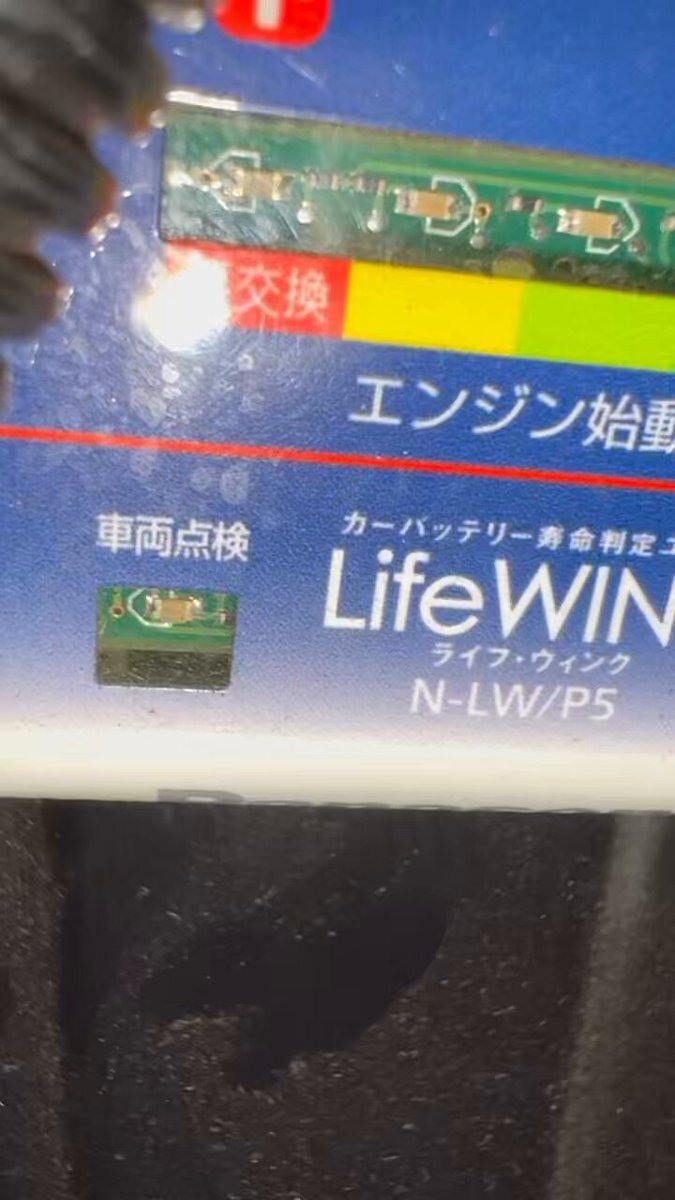 交換
エンジン始動
車両点検
カーバッテリー寿命判定
LifeWIN
ライフ・ウィンク
N-LW/P5